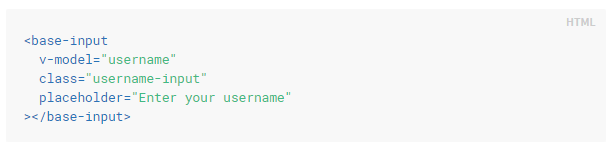 HTML
<base-input
  v-model="username"
  class="username-input"
  placeholder="Enter your username"
></base-input>